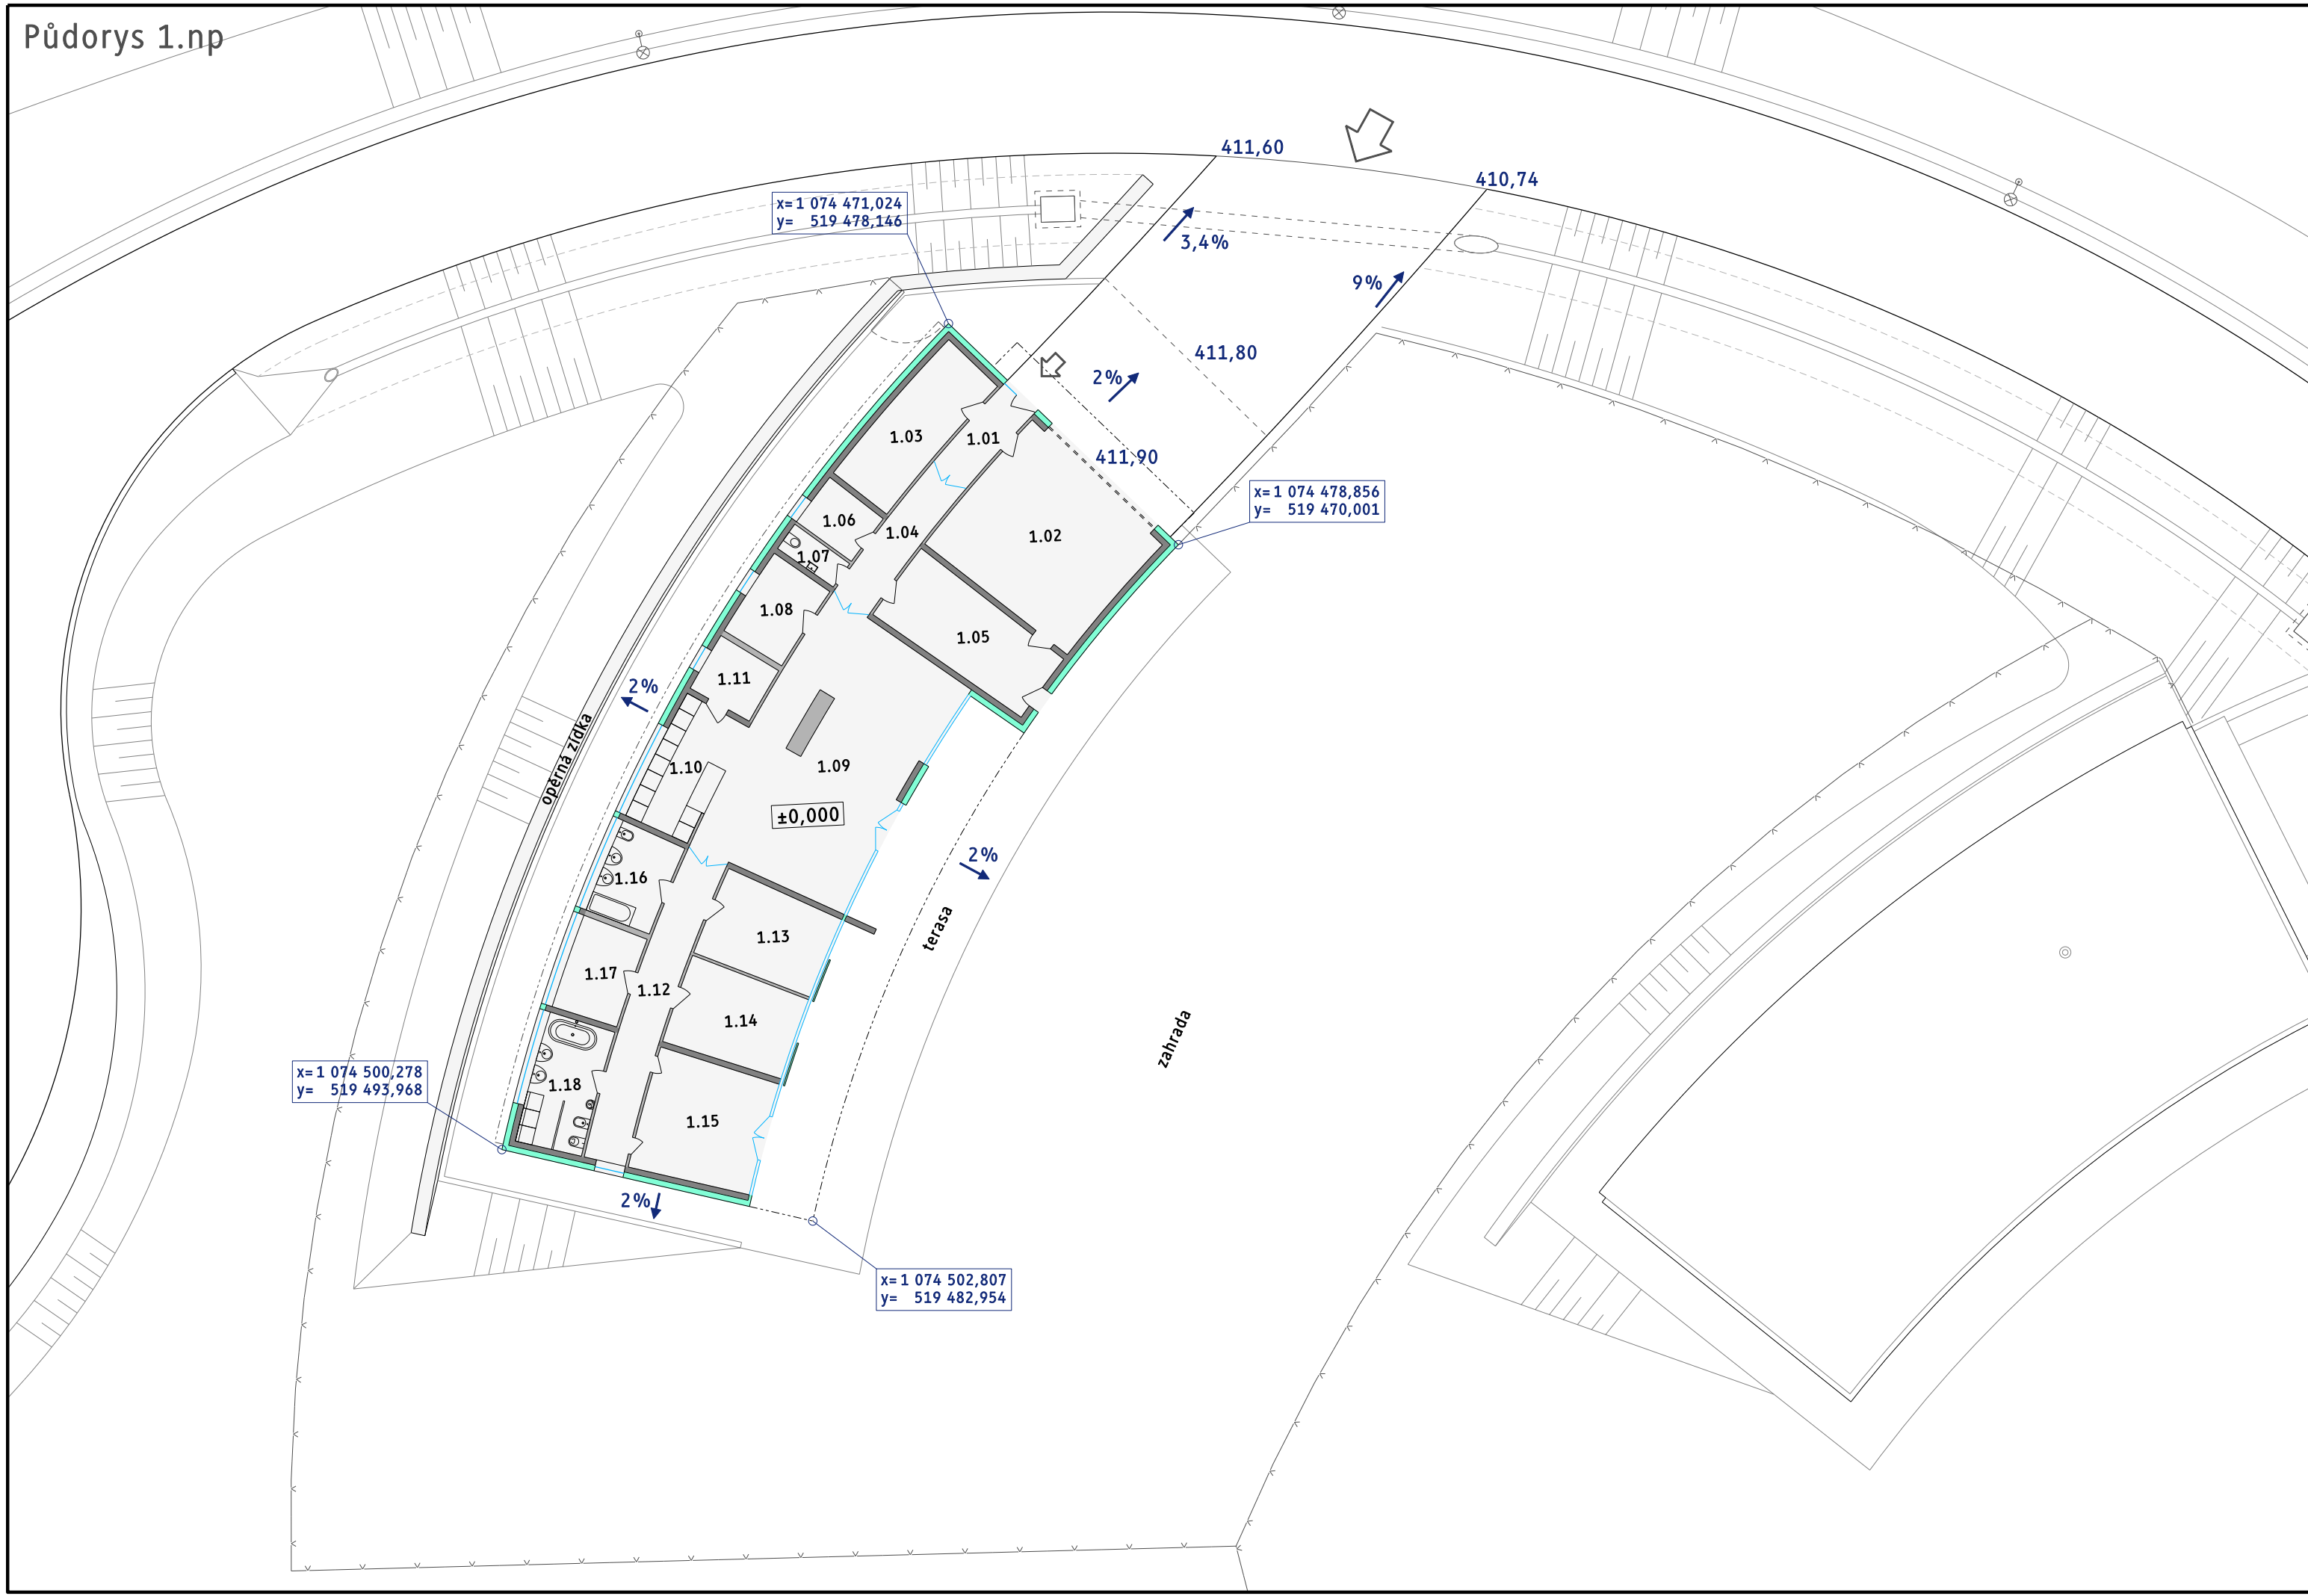 Půdorys 1.np
411,60
410,74
x= 1 074 471,024
y= 519 478,146
3,4%
9%
411,80
2%
1.03
1.01
411,90
x= 1 074 478,856
y= 519 470,001
1.06
1.04
1.02
1.07
1.08
1.05
1.11
2%
opěrná zídka
1.10
1.09
±0,000
2%
1.16
terasa
1.13
1.17
1.12
1.14
zahrada
x= 1 074 500,278
y= 519 493,968
1.18
1.15
2%
x= 1 074 502,807
y= 519 482,954